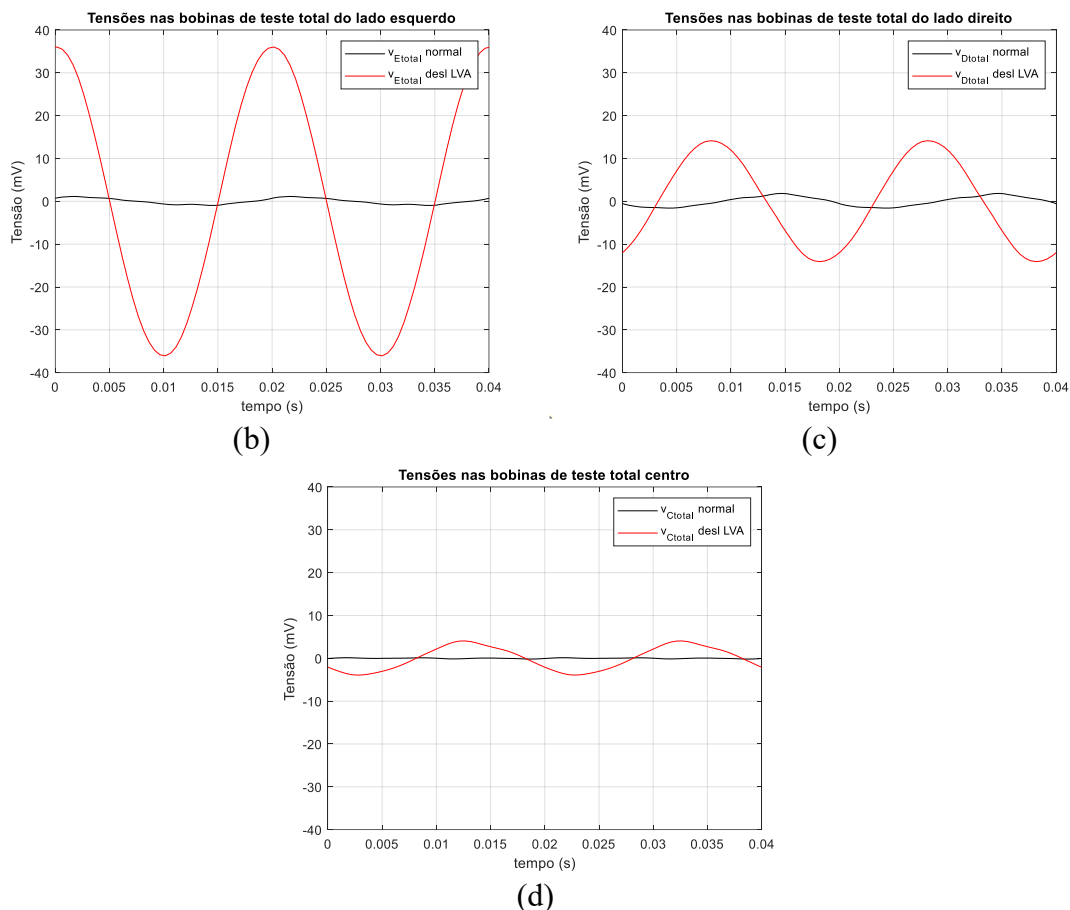 Tensões nas bobinas de teste total do lado esquerdo
40
30
20
10
0
-10
-20
-30
-40
Tensão (mV)
v_Etotal normal
v_Etotal desl LVA
0 0.005 0.01 0.015 0.02 0.025 0.03 0.035 0.04
tempo (s)
(b)
Tensões nas bobinas de teste total do lado direito
40
30
20
10
0
-10
-20
-30
-40
Tensão (mV)
v_Dtotal normal
v_Dtotal desl LVA
0 0.005 0.01 0.015 0.02 0.025 0.03 0.035 0.04
tempo (s)
(c)
Tensões nas bobinas de teste total centro
40
30
20
10
0
-10
-20
-30
-40
Tensão (mV)
v_Ctotal normal
v_Ctotal desl LVA
0 0.005 0.01 0.015 0.02 0.025 0.03 0.035 0.04
tempo (s)
(d)